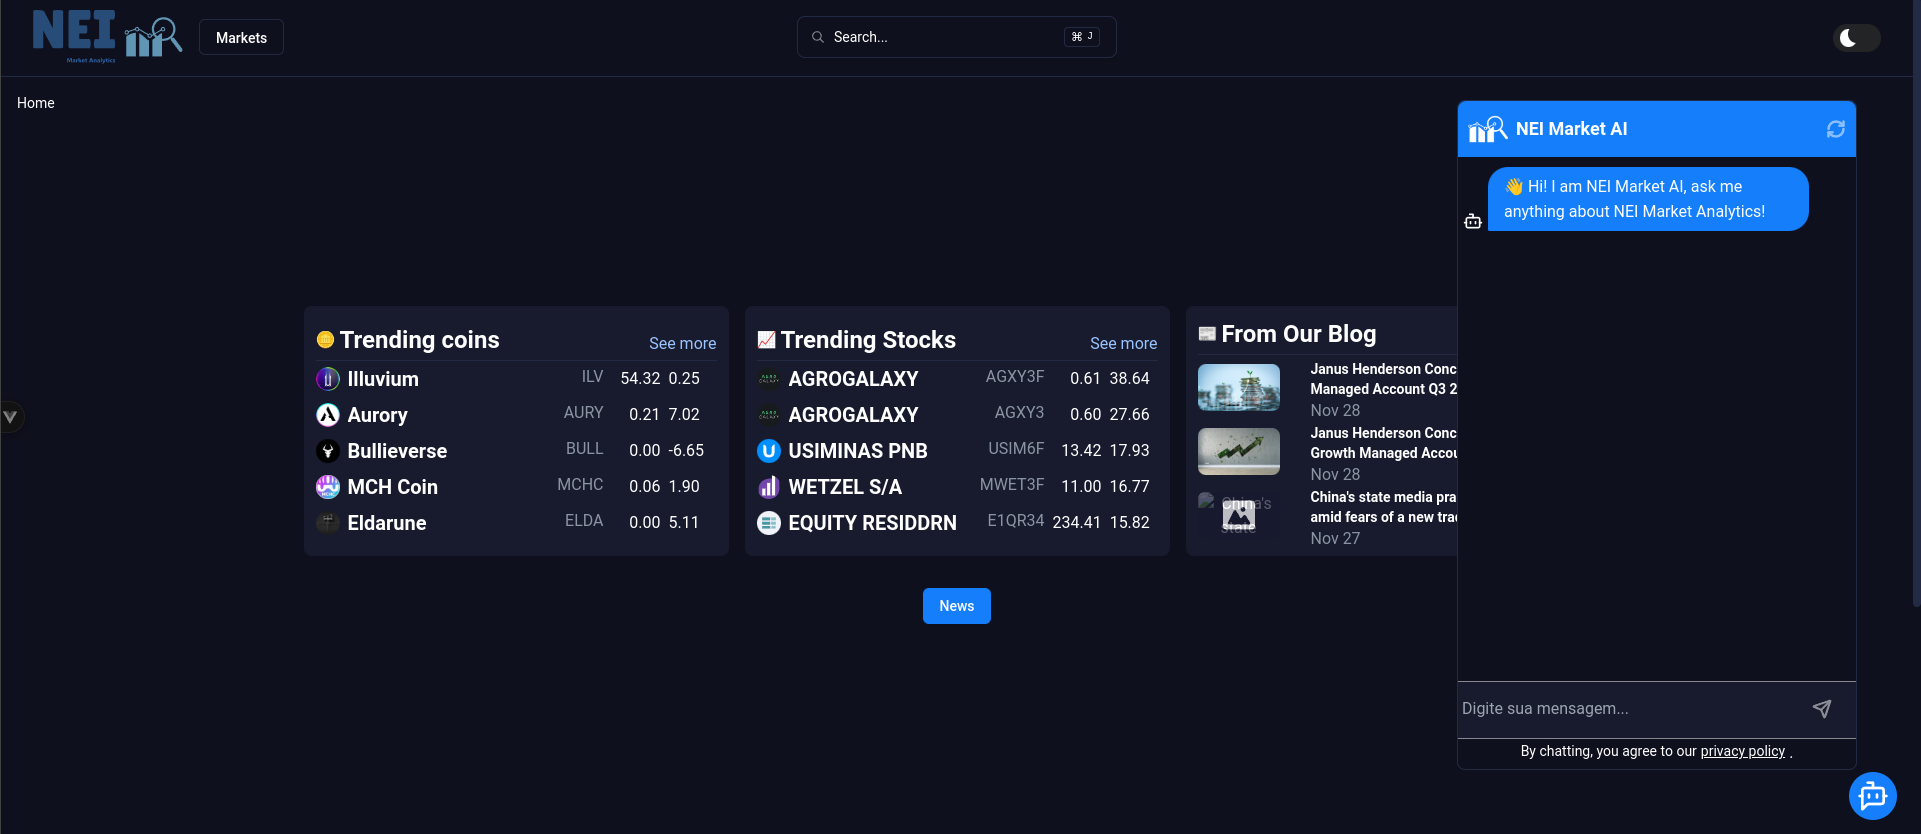 NEI
Market Analytics
Markets
Search...
⌘ J
Home
Trending coins
See more
Illuvium ILV 54.32 0.25
Aurory AURY 0.21 7.02
Bullieverse BULL 0.00 -6.65
MCH Coin MCHC 0.06 1.90
Eldarune ELDA 0.00 5.11
Trending Stocks
See more
AGROGALAXY AGXY3F 0.61 38.64
AGROGALAXY AGXY3 0.60 27.66
USIMINAS PNB USIM6F 13.42 17.93
WETZEL S/A MWET3F 11.00 16.77
EQUITY RESIDDRN E1QR34 234.41 15.82
From Our Blog
Janus Henderson Conc
Managed Account Q3 2
Nov 28
Janus Henderson Conc
Growth Managed Accou
Nov 28
China's
state
China's state media pra
amid fears of a new trad
Nov 27
News
NEI Market AI
👋 Hi! I am NEI Market AI, ask me
anything about NEI Market Analytics!
Digite sua mensagem...
By chatting, you agree to our privacy policy .